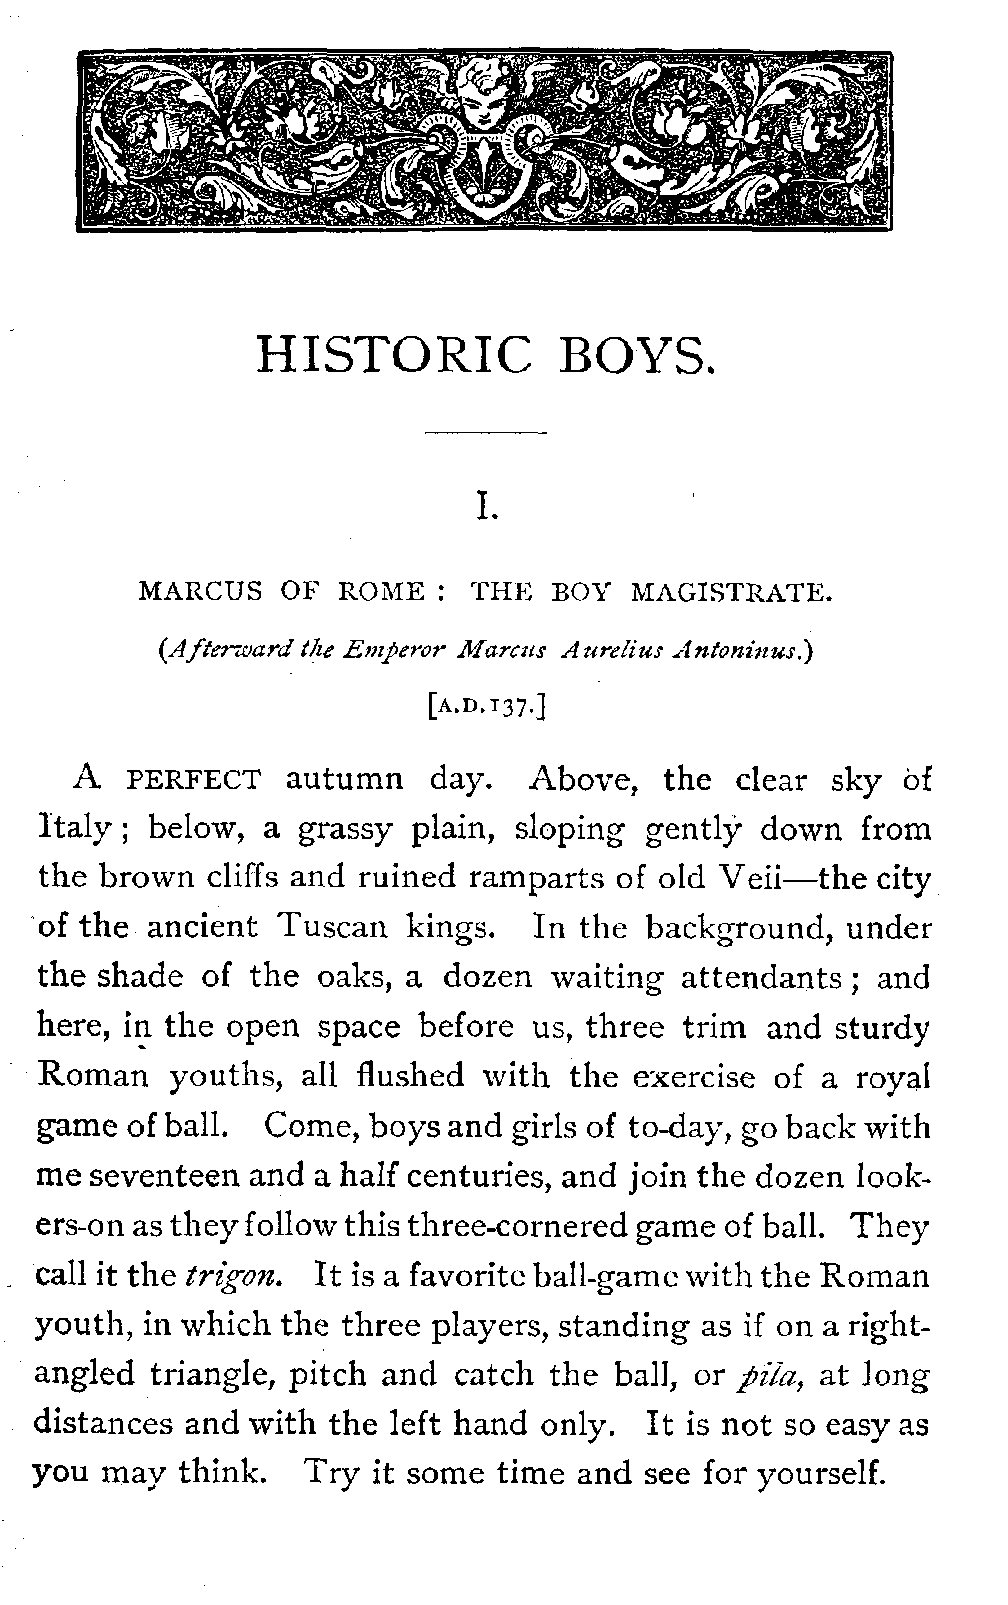 HISTORIC BOYS.
I.
MARCUS OF ROME : THE BOY MAGISTRATE.
(Afterward the Emperor Marcus Aurelius Antoninus.)
[A.D. 137.]
A PERFECT autumn day. Above, the clear sky of
Italy ; below, a grassy plain, sloping gently down from
the brown cliffs and ruined ramparts of old Veii—the city
of the ancient Tuscan kings. In the background, under
the shade of the oaks, a dozen waiting attendants ; and
here, in the open space before us, three trim and sturdy
Roman youths, all flushed with the exercise of a royal
game of ball. Come, boys and girls of to-day, go back with
me seventeen and a half centuries, and join the dozen look-
ers-on as they follow this three-cornered game of ball. They
call it the trigon. It is a favorite ball-game with the Roman
youth, in which the three players, standing as if on a right-
angled triangle, pitch and catch the ball, or pila, at long
distances and with the left hand only. It is not so easy as
you may think. Try it some time and see for yourself.